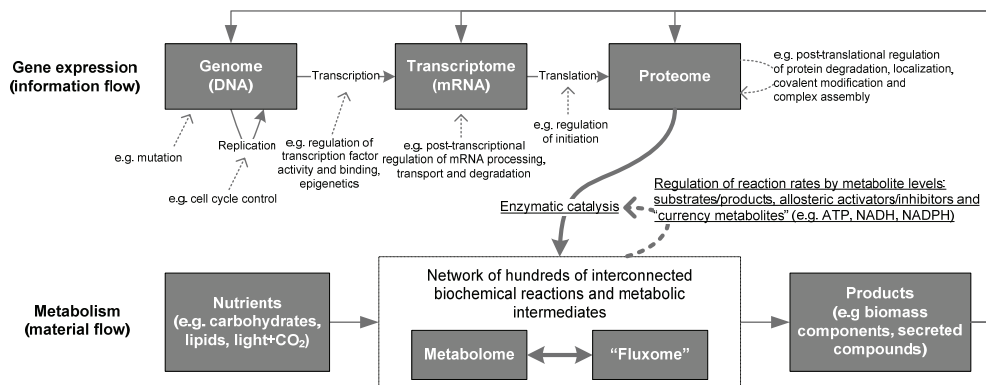 Gene expression
(information flow)
Genome
(DNA)
Transcription
Transcriptome
(mRNA)
Translation
Proteome
e.g. post-translational regulation
of protein degradation, localization,
covalent modification and
complex assembly
Replication
e.g. mutation
e.g. cell cycle control
e.g. regulation of
transcription factor
activity and binding,
epigenetics
e.g. post-transcriptional
regulation of mRNA processing,
transport and degradation
e.g. regulation
of initiation
Enzymatic catalysis
Regulation of reaction rates by metabolite levels:
substrates/products, allosteric activators/inhibitors and
“currency metabolites” (e.g. ATP, NADH, NADPH)
Metabolism
(material flow)
Nutrients
(e.g. carbohydrates,
lipids, light+CO₂)
Network of hundreds of interconnected
biochemical reactions and metabolic
intermediates
Metabolome
“Fluxome”
Products
(e.g biomass
components, secreted
compounds)